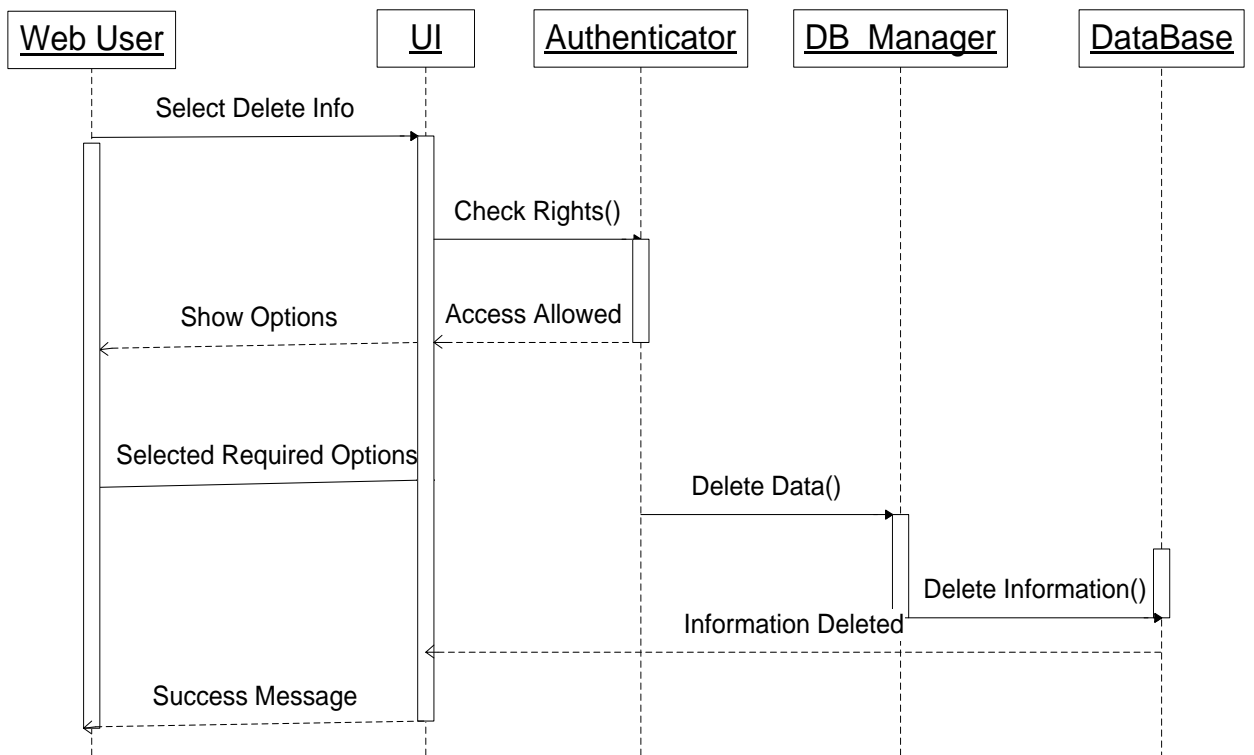 Web User
UI
Authenticator
DB_Manager
DataBase
Select Delete Info
Check Rights()
Access Allowed
Show Options
Selected Required Options
Delete Data()
Delete Information()
Information Deleted
Success Message